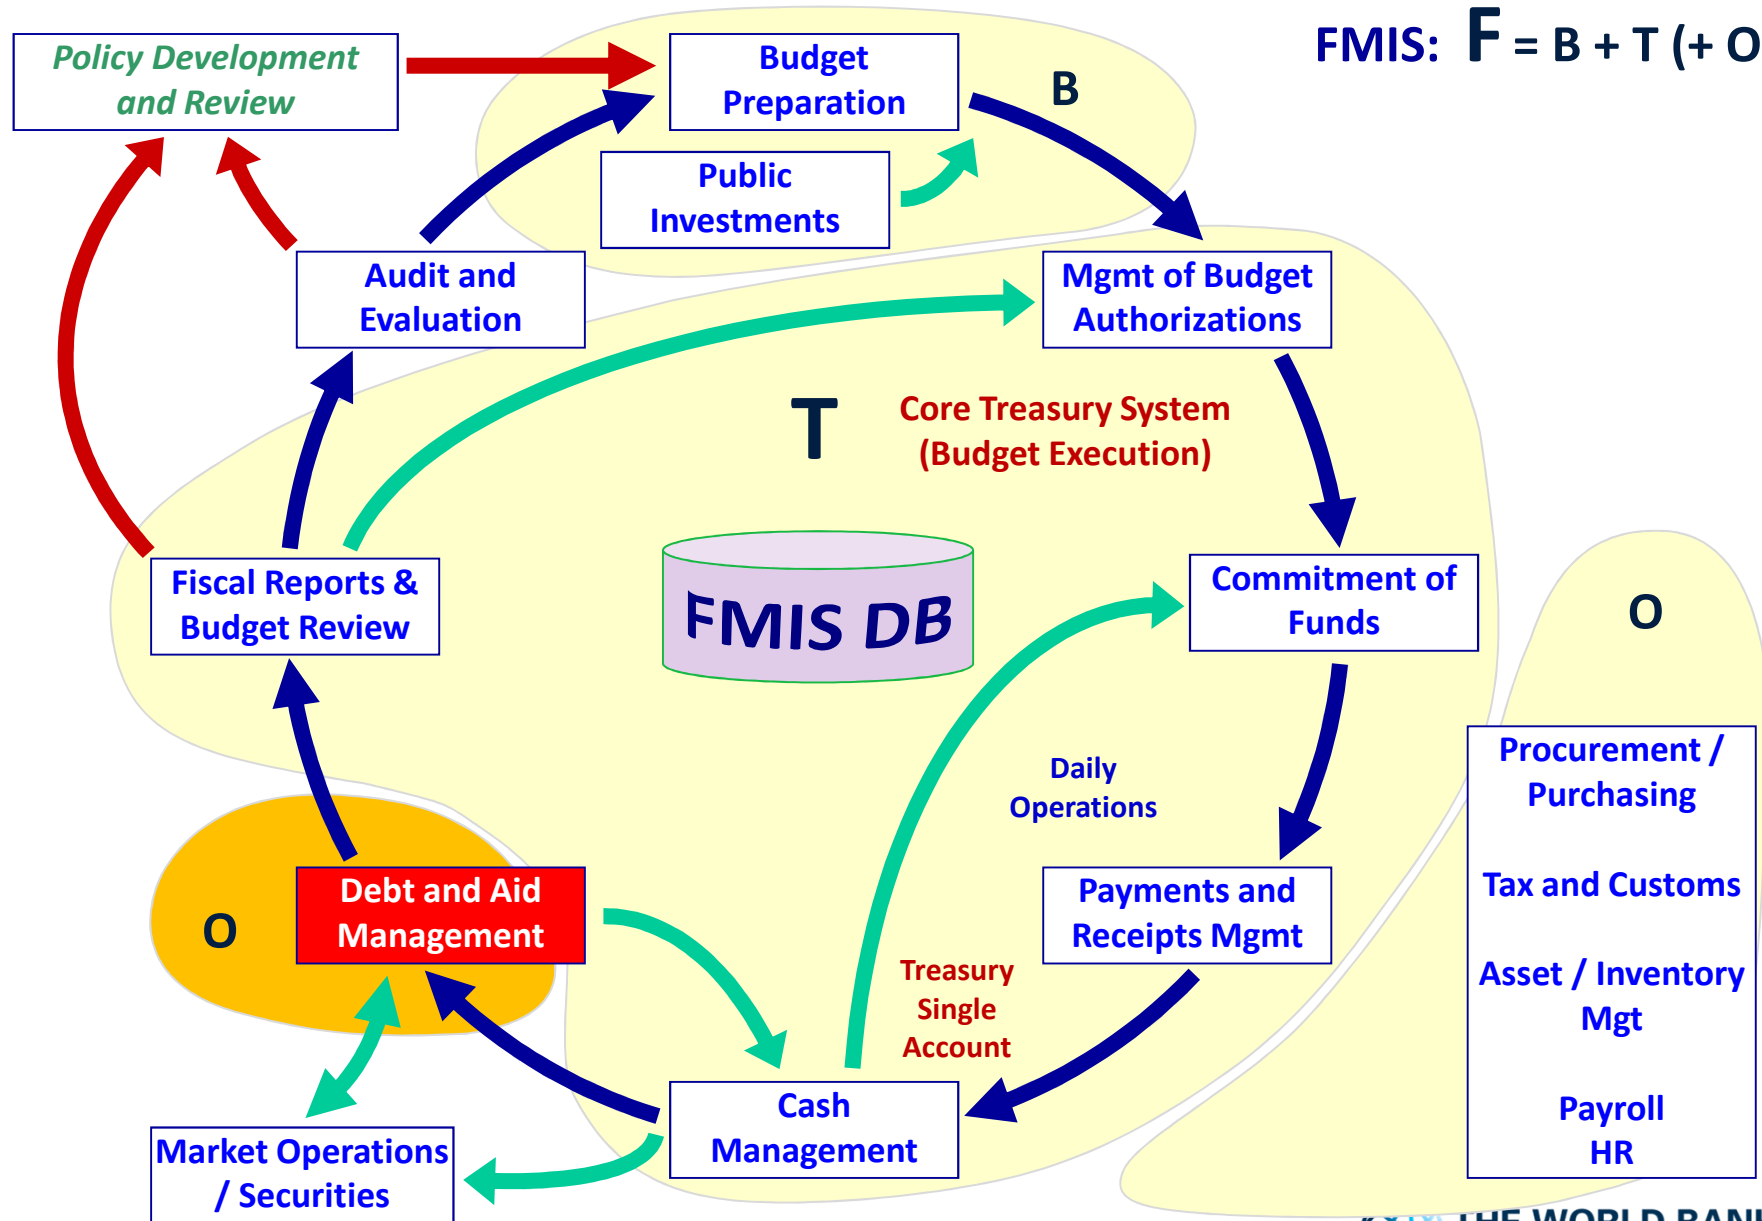 FMIS: F = B + T (+ O
Policy Development
and Review
Budget
Preparation
B
Public
Investments
Audit and
Evaluation
Mgmt of Budget
Authorizations
T
Core Treasury System
(Budget Execution)
Fiscal Reports &
Budget Review
FMIS DB
Commitment of
Funds
O
Procurement /
Purchasing
Tax and Customs
Asset / Inventory
Mgt
Payroll
HR
Daily
Operations
Debt and Aid
Management
O
Payments and
Receipts Mgmt
Treasury
Single
Account
Cash
Management
Market Operations
/ Securities
THE WORLD BANK